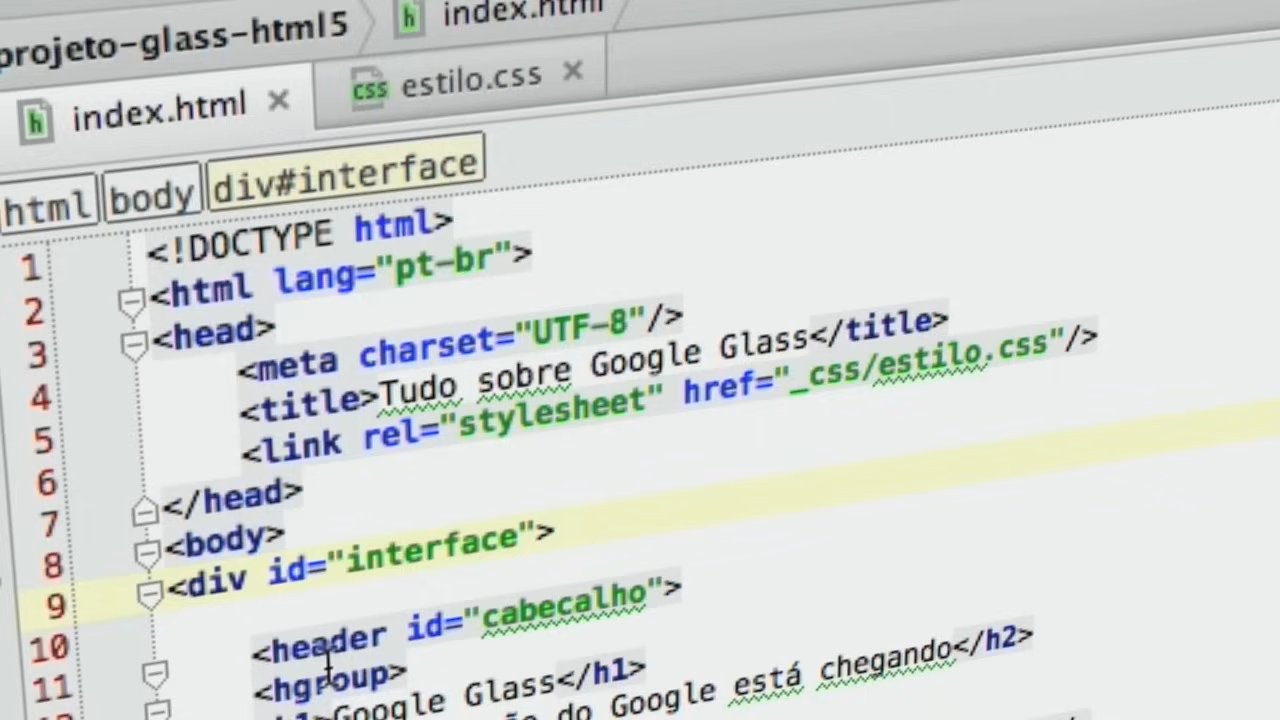 projeto-glass-html5 index.html
index.html estilo.css
html body div#interface
1 <!DOCTYPE html>
2 <html lang="pt-br">
3 <head>
4 <meta charset="UTF-8"/>
5 <title>Tudo sobre Google Glass</title>
6 <link rel="stylesheet" href="_css/estilo.css"/>
7 </head>
8 <body>
9 <div id="interface">
10 <header id="cabecalho">
11 <hgroup>
Google Glass</h1>
do Google está chegando</h2>